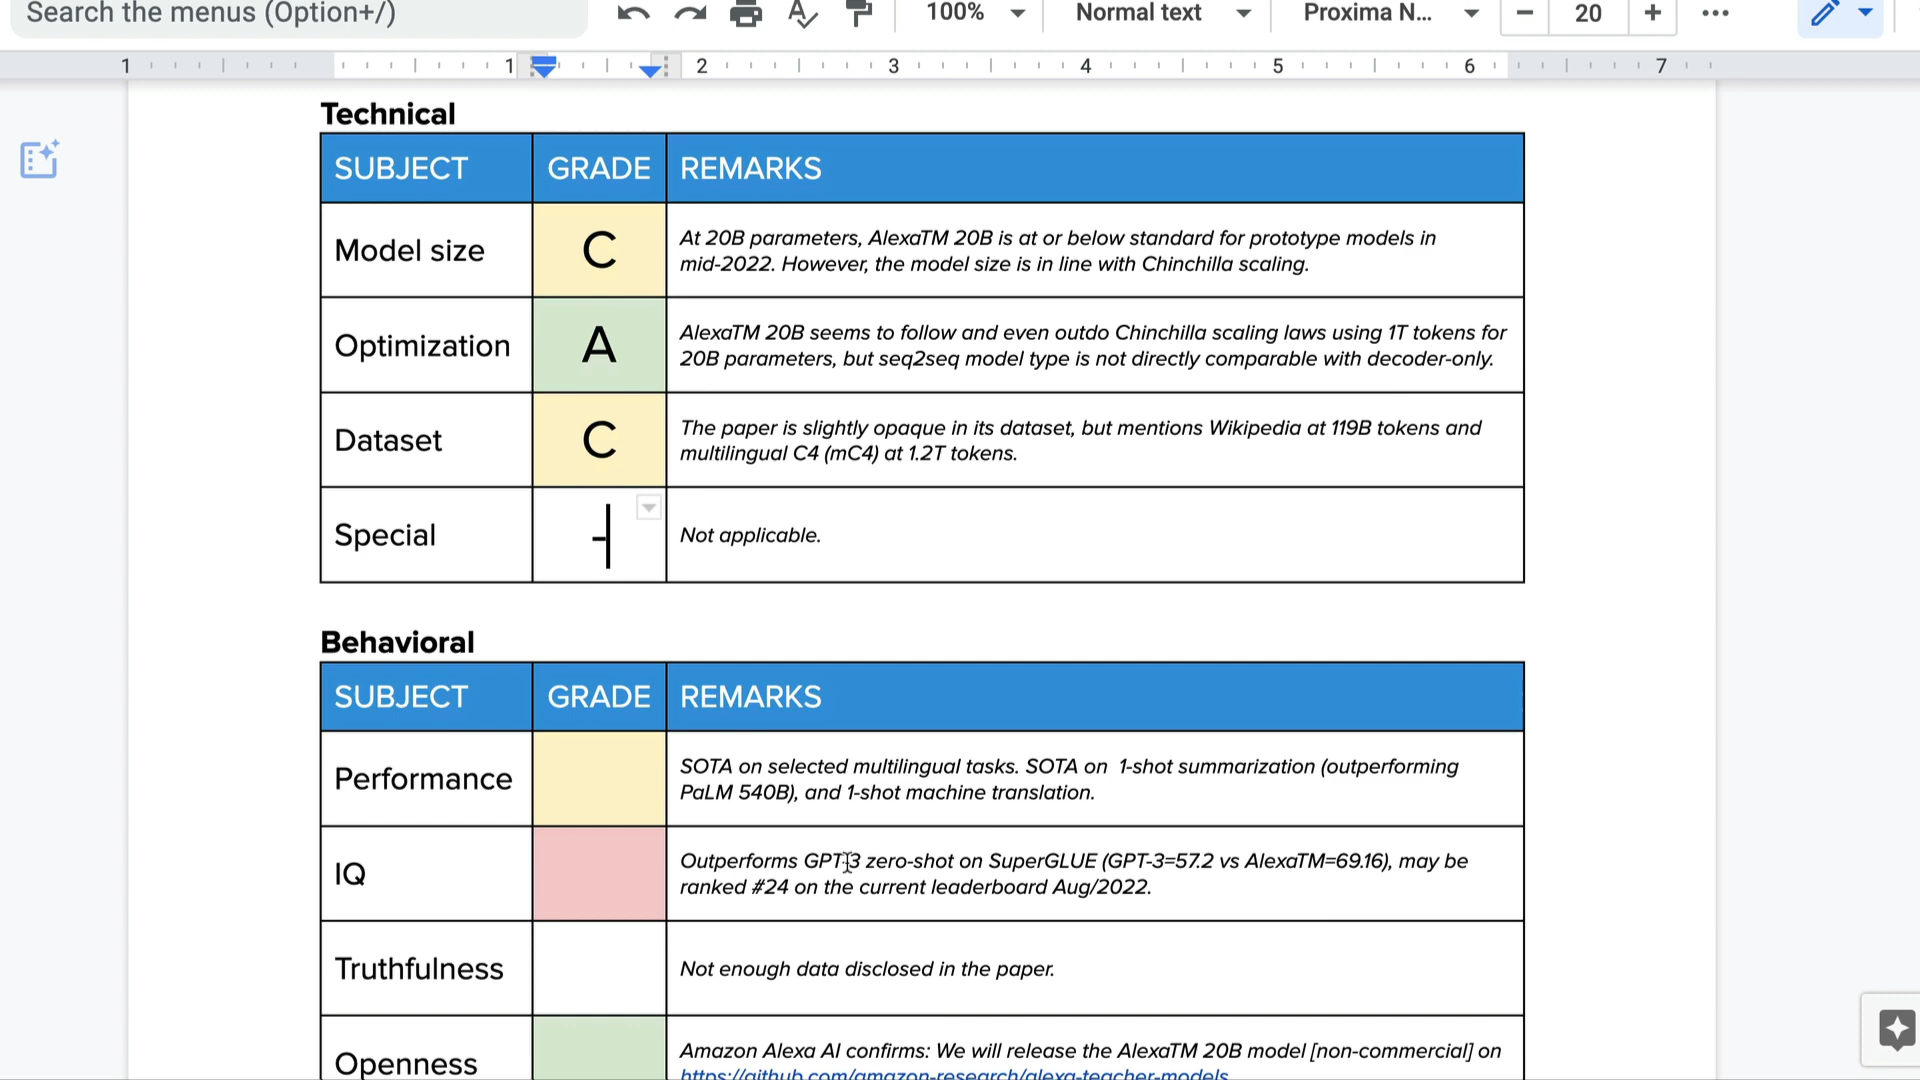 Search the menus (Option+/)
100% Normal text Proxima N... − 20 +
1 1 2 3 4 5 6 7
Technical
SUBJECT GRADE REMARKS
Model size C At 20B parameters, AlexaTM 20B is at or below standard for prototype models in
mid-2022. However, the model size is in line with Chinchilla scaling.
Optimization A AlexaTM 20B seems to follow and even outdo Chinchilla scaling laws using 1T tokens for
20B parameters, but seq2seq model type is not directly comparable with decoder-only.
Dataset C The paper is slightly opaque in its dataset, but mentions Wikipedia at 119B tokens and
multilingual C4 (mC4) at 1.2T tokens.
Special - Not applicable.
Behavioral
SUBJECT GRADE REMARKS
Performance SOTA on selected multilingual tasks. SOTA on 1-shot summarization (outperforming
PaLM 540B), and 1-shot machine translation.
IQ Outperforms GPT-3 zero-shot on SuperGLUE (GPT-3=57.2 vs AlexaTM=69.16), may be
ranked #24 on the current leaderboard Aug/2022.
Truthfulness Not enough data disclosed in the paper.
Openness Amazon Alexa AI confirms: We will release the AlexaTM 20B model [non-commercial] on
https://github.com/amazon-research/alexa-teacher-models